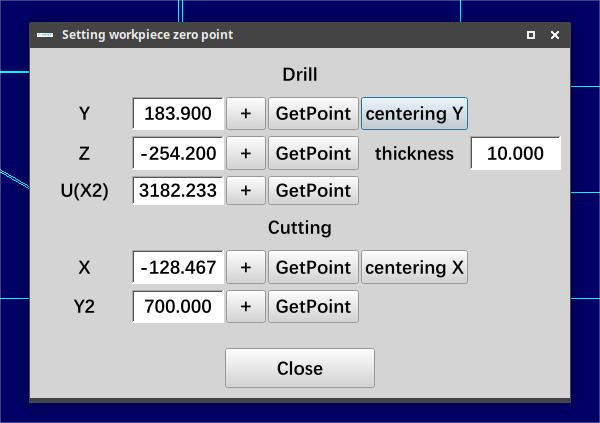 Setting workpiece zero point
Drill
Y 183.900 + GetPoint centering Y
Z -254.200 + GetPoint thickness 10.000
U(X2) 3182.233 + GetPoint
Cutting
X -128.467 + GetPoint centering X
Y2 700.000 + GetPoint
Close